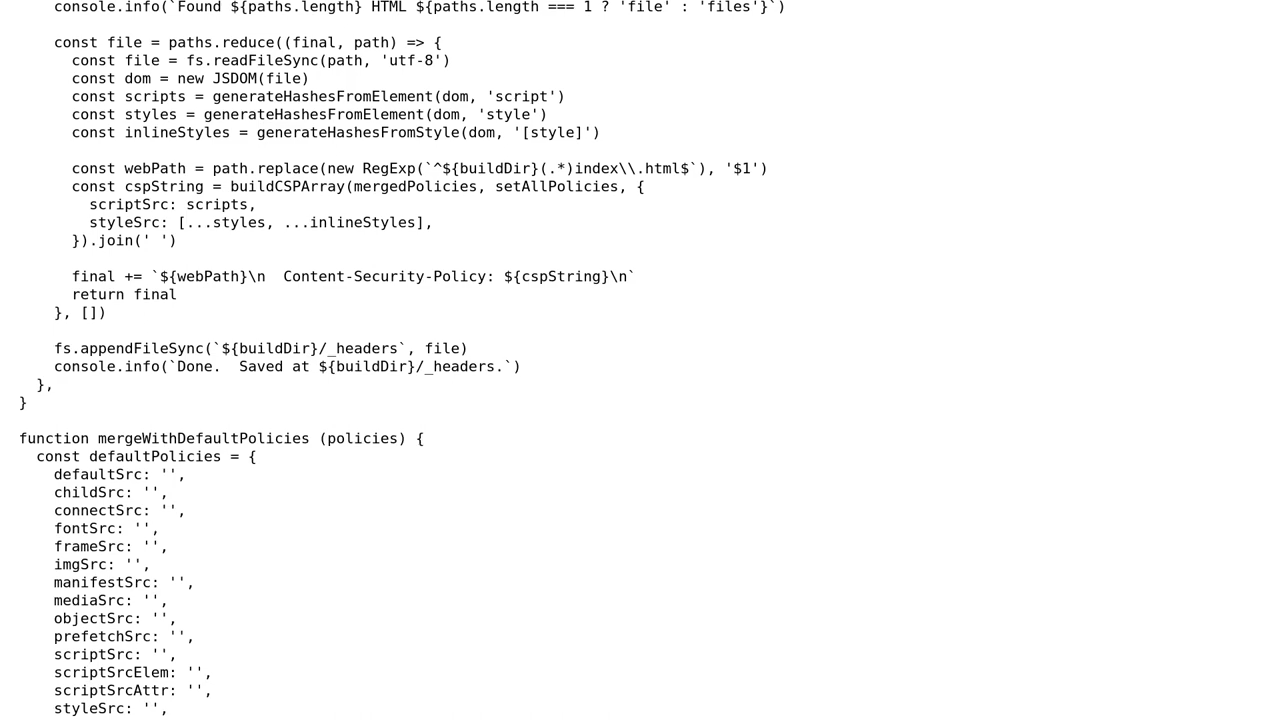 console.info(`Found ${paths.length} HTML ${paths.length === 1 ? 'file' : 'files'}`)

    const file = paths.reduce((final, path) => {
      const file = fs.readFileSync(path, 'utf-8')
      const dom = new JSDOM(file)
      const scripts = generateHashesFromElement(dom, 'script')
      const styles = generateHashesFromElement(dom, 'style')
      const inlineStyles = generateHashesFromStyle(dom, '[style]')

      const webPath = path.replace(new RegExp(`^${buildDir}(.*)index\\.html$`), '$1')
      const cspString = buildCSPArray(mergedPolicies, setAllPolicies, {
        scriptSrc: scripts,
        styleSrc: [...styles, ...inlineStyles],
      }).join(' ')

      final += `${webPath}\n  Content-Security-Policy: ${cspString}\n`
      return final
    }, [])

    fs.appendFileSync(`${buildDir}/_headers`, file)
    console.info(`Done.  Saved at ${buildDir}/_headers.`)
  },
}

function mergeWithDefaultPolicies (policies) {
  const defaultPolicies = {
    defaultSrc: '',
    childSrc: '',
    connectSrc: '',
    fontSrc: '',
    frameSrc: '',
    imgSrc: '',
    manifestSrc: '',
    mediaSrc: '',
    objectSrc: '',
    prefetchSrc: '',
    scriptSrc: '',
    scriptSrcElem: '',
    scriptSrcAttr: '',
    styleSrc: '',